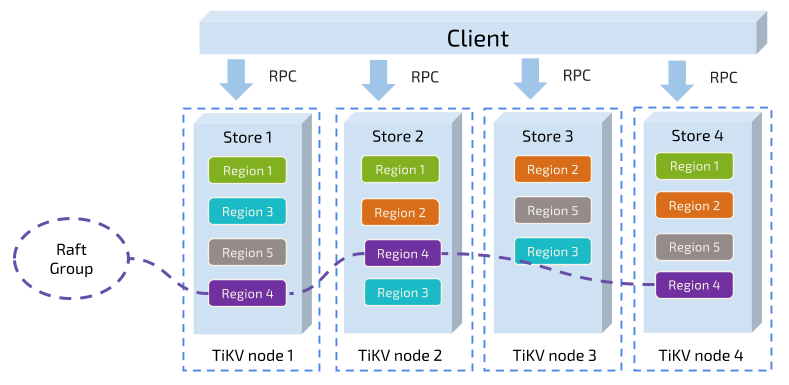 Client
RPC
RPC
RPC
RPC
Store 1
Region 1
Region 3
Region 5
Region 4
TiKV node 1
Store 2
Region 1
Region 2
Region 4
Region 3
TiKV node 2
Store 3
Region 2
Region 5
Region 3
TiKV node 3
Store 4
Region 1
Region 2
Region 5
Region 4
TiKV node 4
Raft
Group